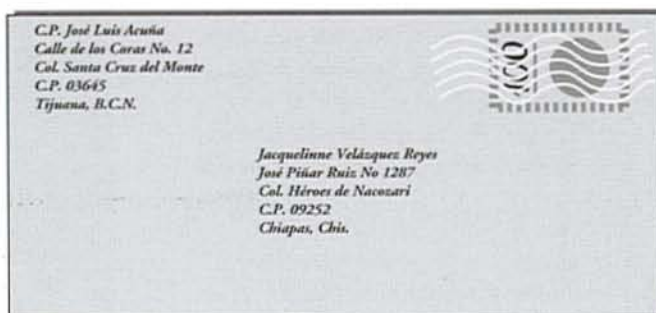 C.P. José Luis Acuña
Calle de los Coras No. 12
Col. Santa Cruz del Monte
C.P. 03645
Tijuana, B.C.N.
100
Jacquelinne Velázquez Reyes
José Piñar Ruiz No 1287
Col. Héroes de Nacozari
C.P. 09252
Chiapas, Chis.